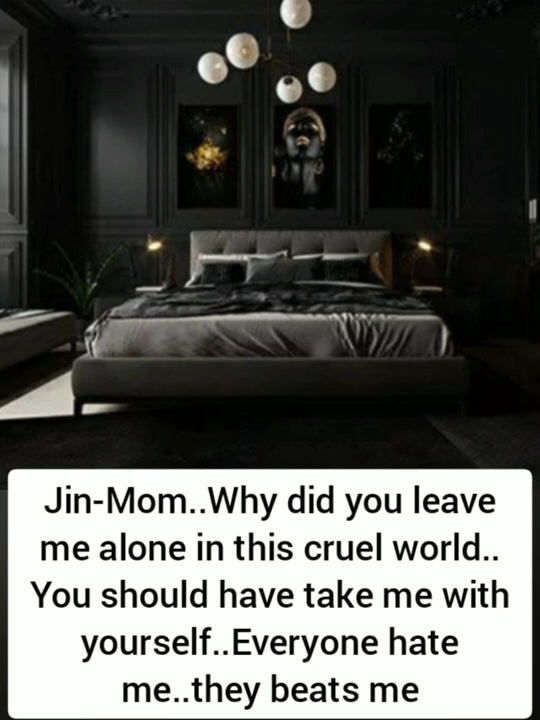 Jin-Mom..Why did you leave
me alone in this cruel world..
You should have take me with
yourself..Everyone hate
me..they beats me